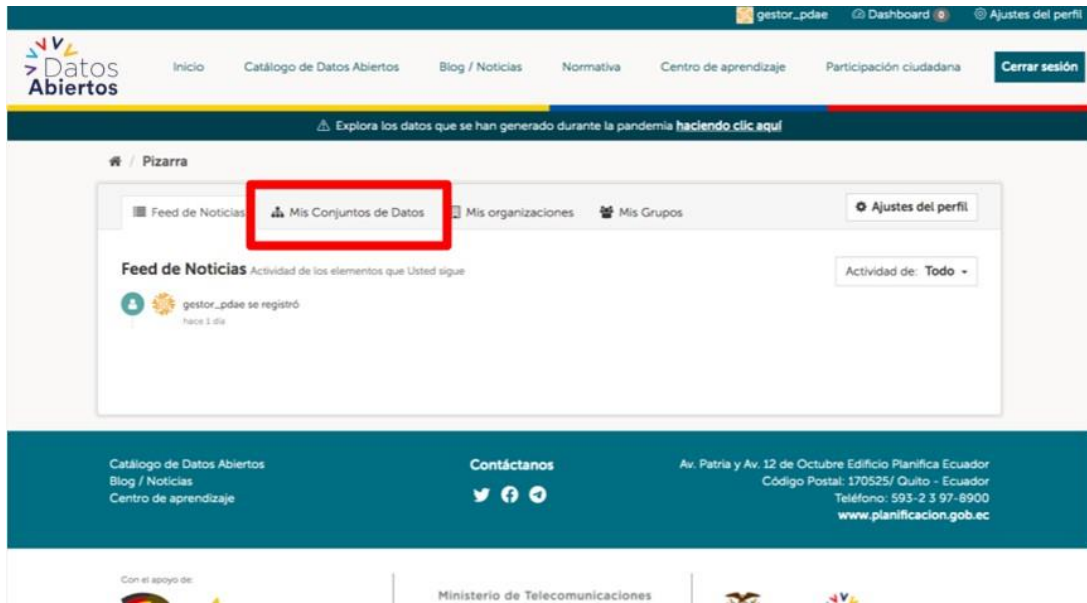 gestor_pdae Dashboard 0 Ajustes del perfil
Datos
Abiertos
Inicio Catálogo de Datos Abiertos Blog / Noticias Normativa Centro de aprendizaje Participación ciudadana Cerrar sesión
Explora los datos que se han generado durante la pandemia haciendo clic aquí
/ Pizarra
Feed de Noticias Mis Conjuntos de Datos Mis organizaciones Mis Grupos Ajustes del perfil
Feed de Noticias Actividad de los elementos que Usted sigue Actividad de: Todo
gestor_pdae se registró
hace 1 día
Catálogo de Datos Abiertos
Blog / Noticias
Centro de aprendizaje
Contáctanos
Av. Patria y Av. 12 de Octubre Edificio Planifica Ecuador
Código Postal: 170525/ Quito - Ecuador
Teléfono: 593-2 3 97-8900
www.planificacion.gob.ec
Con el apoyo de:
Ministerio de Telecomunicaciones